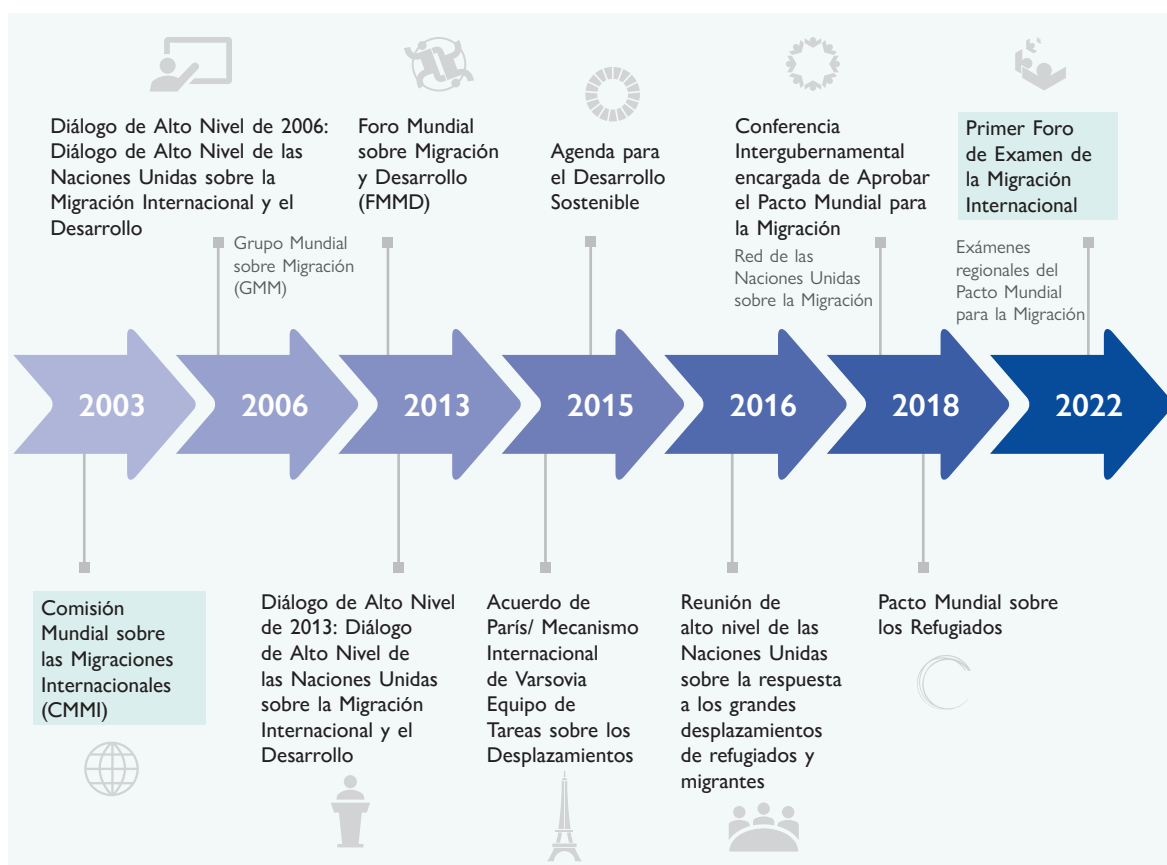 Diálogo de Alto Nivel de 2006:
Diálogo de Alto Nivel de las
Naciones Unidas sobre la
Migración Internacional y el
Desarrollo
Grupo Mundial
sobre Migración
(GMM)
Foro Mundial
sobre Migración
y Desarrollo
(FMMD)
Agenda para
el Desarrollo
Sostenible
Conferencia
Intergubernamental
encargada de Aprobar
el Pacto Mundial para
la Migración
Red de las
Naciones Unidas
sobre la Migración
Primer Foro
de Examen de
la Migración
Internacional
Exámenes
regionales del
Pacto Mundial
para la Migración
2003
2006
2013
2015
2016
2018
2022
Comisión
Mundial sobre
las Migraciones
Internacionales
(CMMI)
Diálogo de Alto Nivel
de 2013: Diálogo
de Alto Nivel de
las Naciones Unidas
sobre la Migración
Internacional y el
Desarrollo
Acuerdo de
París/ Mecanismo
Internacional
de Varsovia
Equipo de
Tareas sobre los
Desplazamientos
Reunión de
alto nivel de las
Naciones Unidas
sobre la respuesta
a los grandes
desplazamientos
de refugiados y
migrantes
Pacto Mundial sobre
los Refugiados